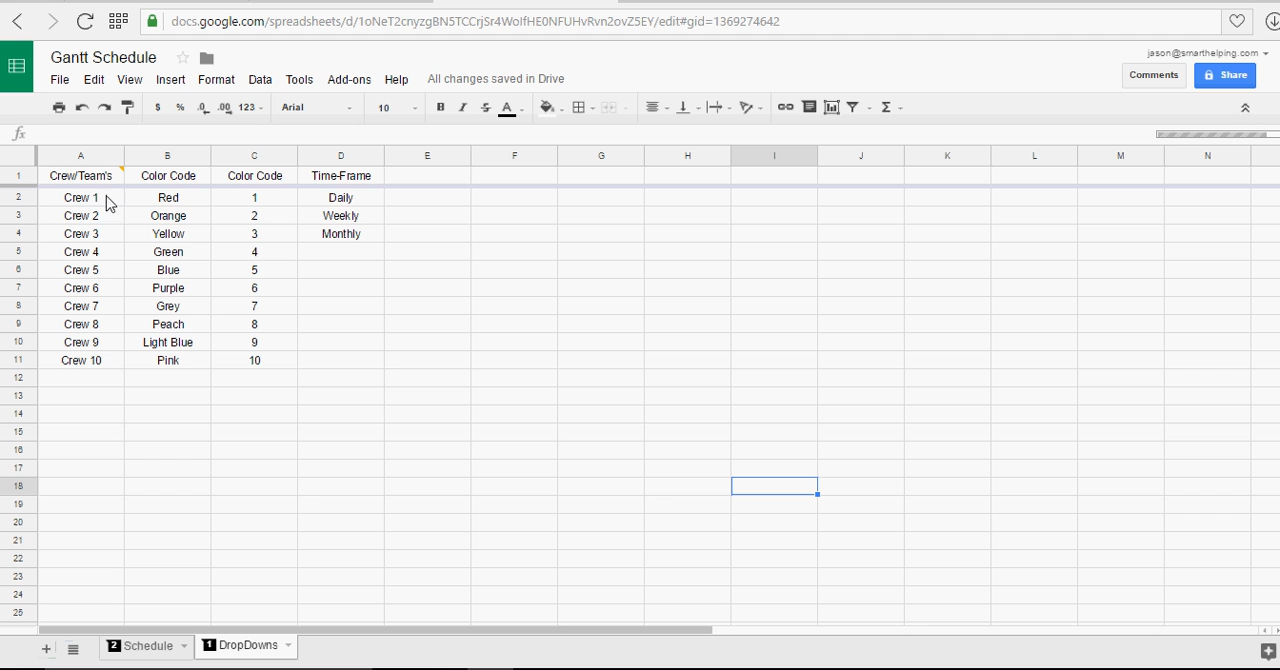 docs.google.com/spreadsheets/d/1oNeT2cnyzgBN5TCCrjSr4WoIfHE0NFUHvRvn2ovZ5EY/edit#gid=1369274642
Gantt Schedule
jason@smarthelping.com
File Edit View Insert Format Data Tools Add-ons Help All changes saved in Drive
Comments Share
$ % .0 .00 123 Arial 10 B I S A Σ
fx
A B C D E F G H I J K L M N
1 Crew/Team's Color Code Color Code Time-Frame
2 Crew 1 Red 1 Daily
3 Crew 2 Orange 2 Weekly
4 Crew 3 Yellow 3 Monthly
5 Crew 4 Green 4
6 Crew 5 Blue 5
7 Crew 6 Purple 6
8 Crew 7 Grey 7
9 Crew 8 Peach 8
10 Crew 9 Light Blue 9
11 Crew 10 Pink 10
12
13
14
15
16
17
18
19
20
21
22
23
24
25
2 Schedule 1 DropDowns